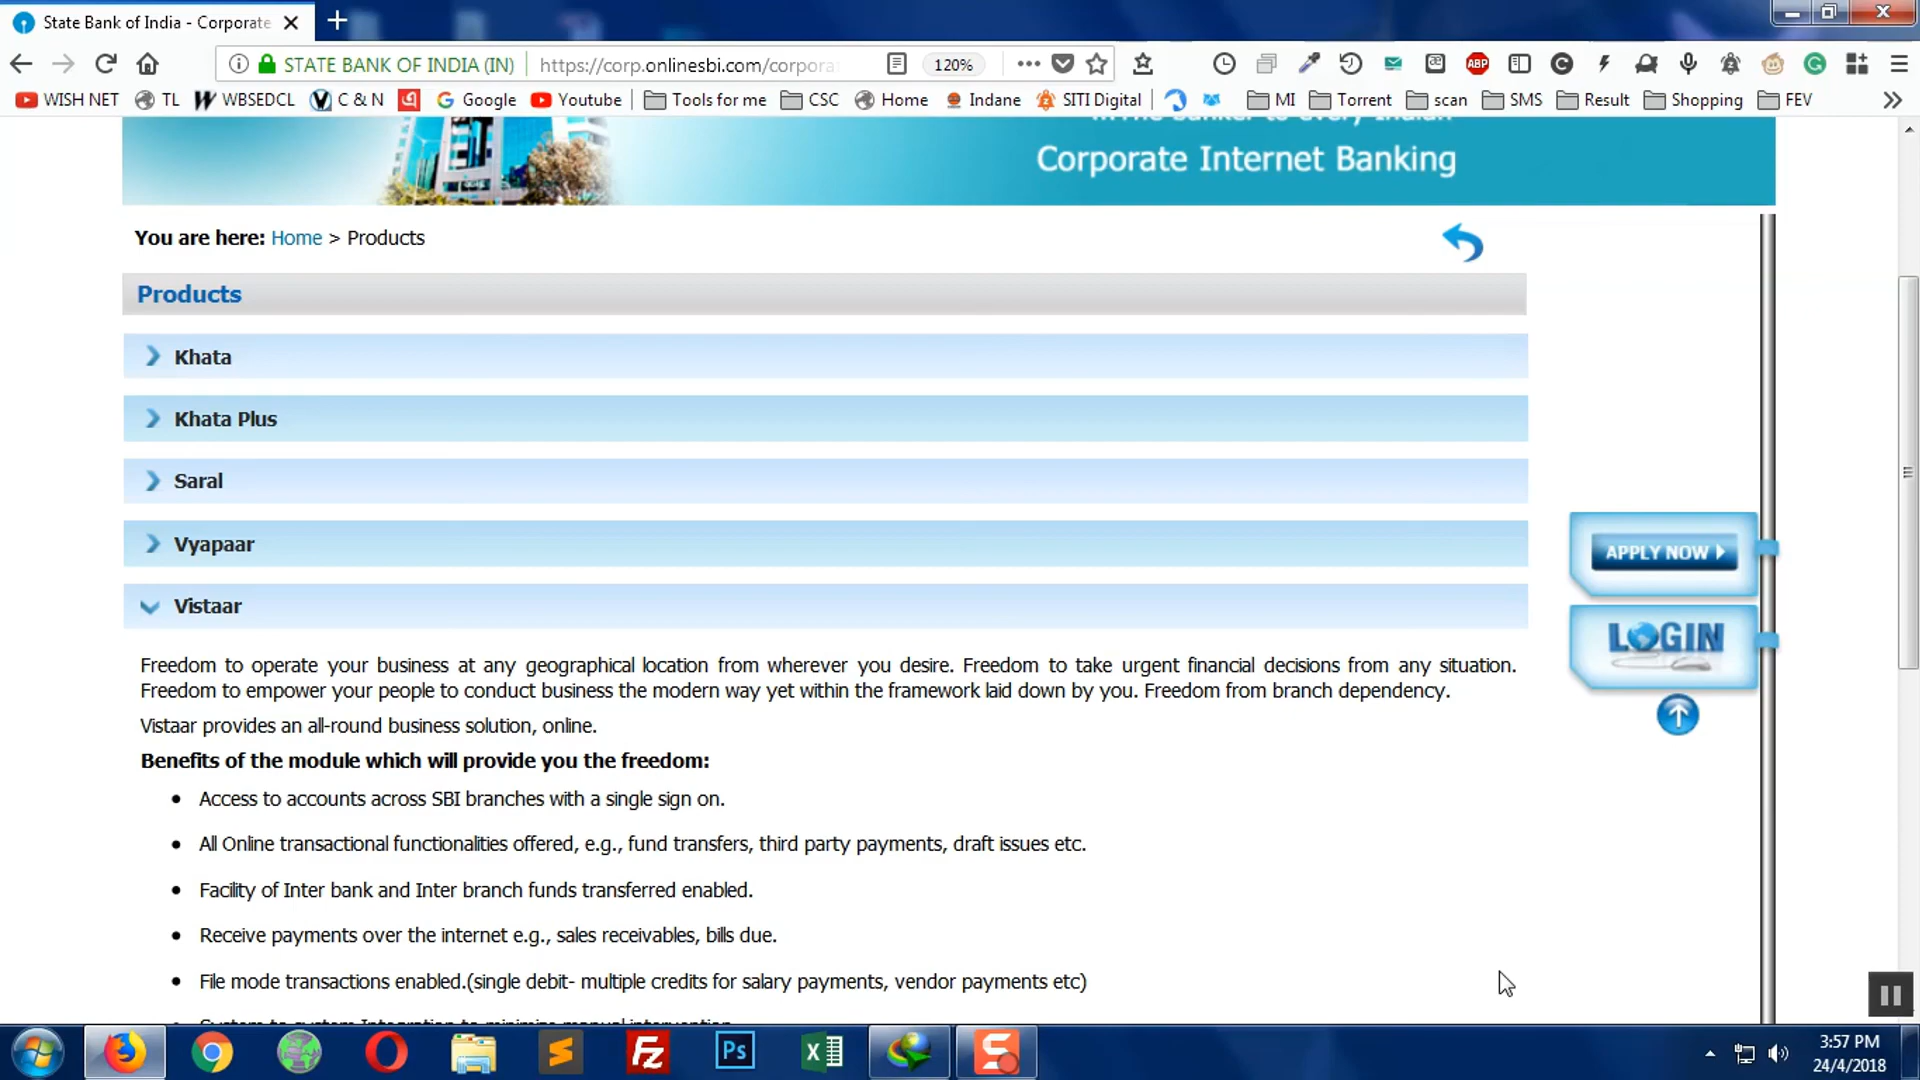 State Bank of India - Corporate
STATE BANK OF INDIA (IN)
https://corp.onlinesbi.com/corpora
120%
ABP
WISH NET
TL
WBSEDCL
C & N
Google
Youtube
Tools for me
CSC
Home
Indane
SITI Digital
MI
Torrent
scan
SMS
Result
Shopping
FEV
Corporate Internet Banking
You are here: Home > Products
Products
Khata
Khata Plus
Saral
Vyapaar
Vistaar
APPLY NOW
LOGIN
Freedom to operate your business at any geographical location from wherever you desire. Freedom to take urgent financial decisions from any situation.
Freedom to empower your people to conduct business the modern way yet within the framework laid down by you. Freedom from branch dependency.
Vistaar provides an all-round business solution, online.
Benefits of the module which will provide you the freedom:
• Access to accounts across SBI branches with a single sign on.
• All Online transactional functionalities offered, e.g., fund transfers, third party payments, draft issues etc.
• Facility of Inter bank and Inter branch funds transferred enabled.
• Receive payments over the internet e.g., sales receivables, bills due.
• File mode transactions enabled.(single debit- multiple credits for salary payments, vendor payments etc)
Fz
Ps
3:57 PM
24/4/2018